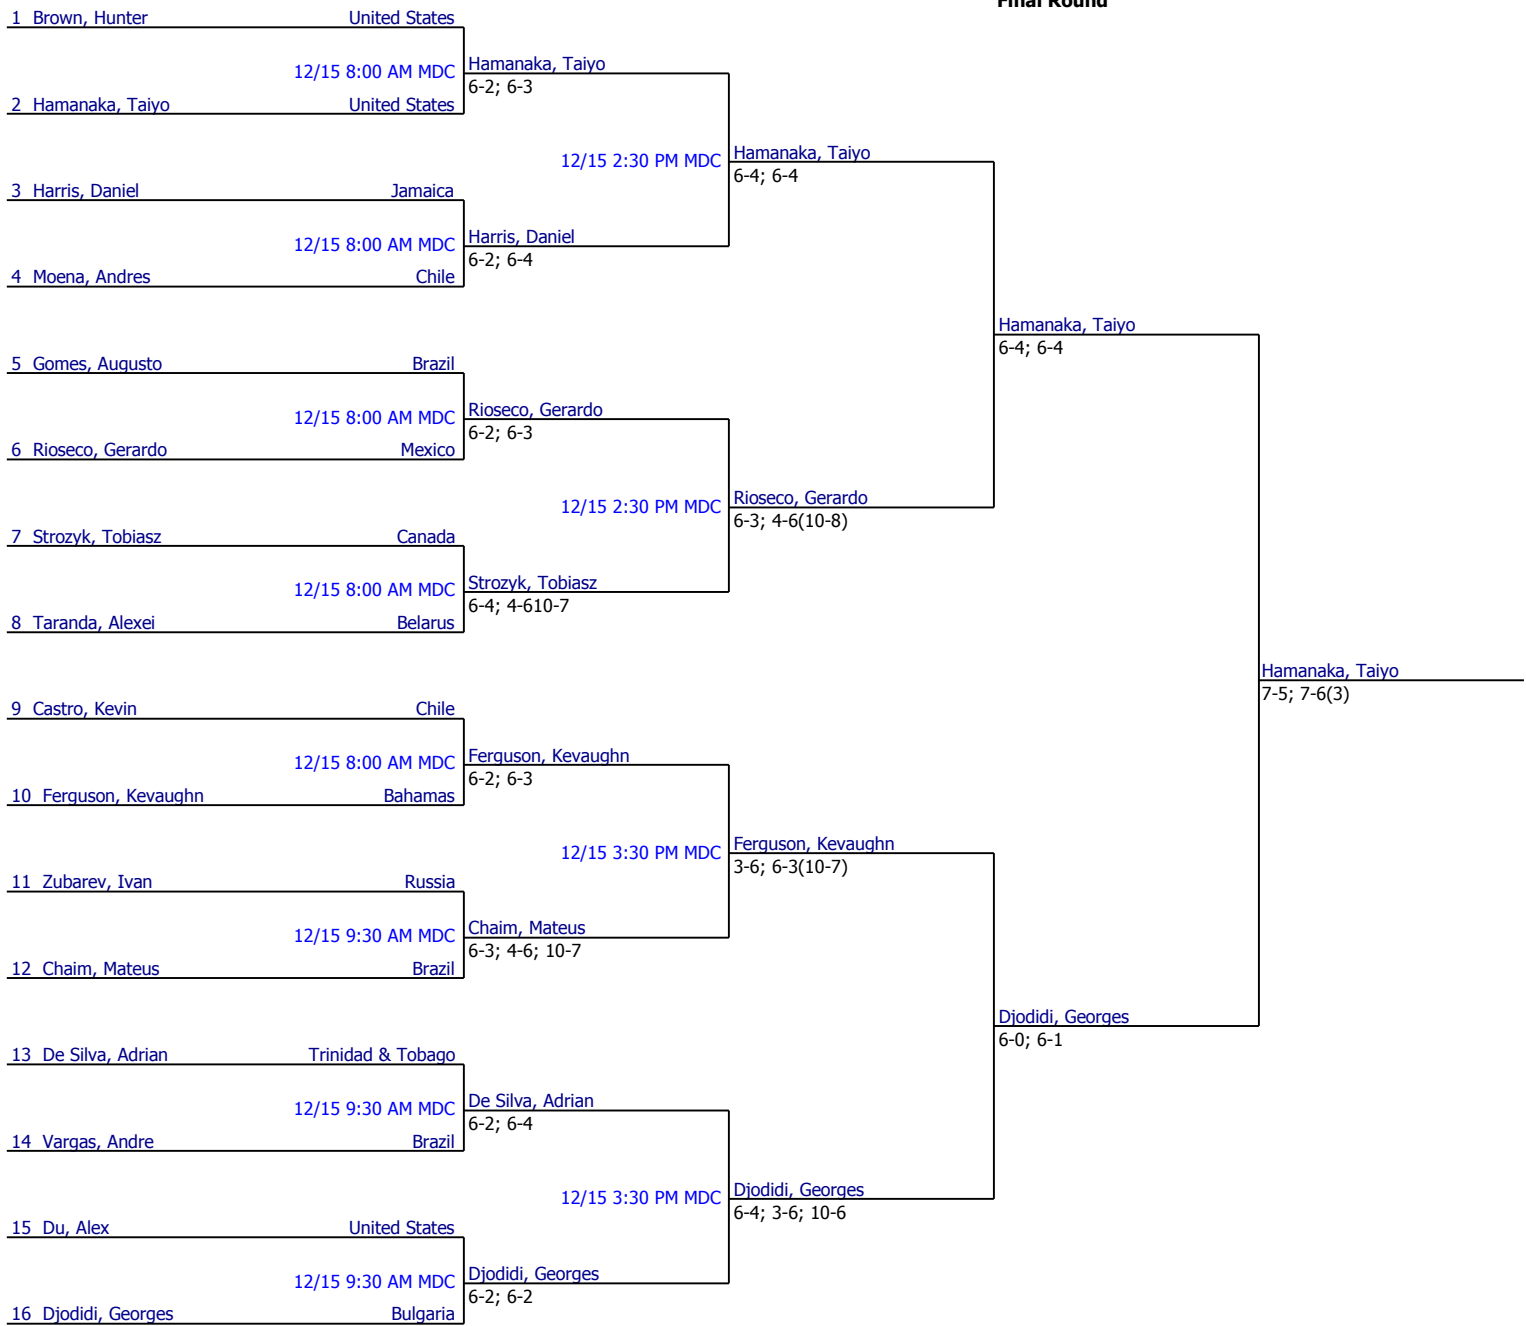 Final Round
1 Brown, Hunter United States
12/15 8:00 AM MDC
Hamanaka, Taiyo
6-2; 6-3
2 Hamanaka, Taiyo United States
12/15 2:30 PM MDC
Hamanaka, Taiyo
6-4; 6-4
3 Harris, Daniel Jamaica
12/15 8:00 AM MDC
Harris, Daniel
6-2; 6-4
4 Moena, Andres Chile
Hamanaka, Taiyo
6-4; 6-4
5 Gomes, Augusto Brazil
12/15 8:00 AM MDC
Rioseco, Gerardo
6-2; 6-3
6 Rioseco, Gerardo Mexico
12/15 2:30 PM MDC
Rioseco, Gerardo
6-3; 4-6(10-8)
7 Strozyk, Tobiasz Canada
12/15 8:00 AM MDC
Strozyk, Tobiasz
6-4; 4-610-7
8 Taranda, Alexei Belarus
Hamanaka, Taiyo
7-5; 7-6(3)
9 Castro, Kevin Chile
12/15 8:00 AM MDC
Ferguson, Kevaughn
6-2; 6-3
10 Ferguson, Kevaughn Bahamas
12/15 3:30 PM MDC
Ferguson, Kevaughn
3-6; 6-3(10-7)
11 Zubarev, Ivan Russia
12/15 9:30 AM MDC
Chaim, Mateus
6-3; 4-6; 10-7
12 Chaim, Mateus Brazil
Djodidi, Georges
6-0; 6-1
13 De Silva, Adrian Trinidad & Tobago
12/15 9:30 AM MDC
De Silva, Adrian
6-2; 6-4
14 Vargas, Andre Brazil
12/15 3:30 PM MDC
Djodidi, Georges
6-4; 3-6; 10-6
15 Du, Alex United States
12/15 9:30 AM MDC
Djodidi, Georges
6-2; 6-2
16 Djodidi, Georges Bulgaria